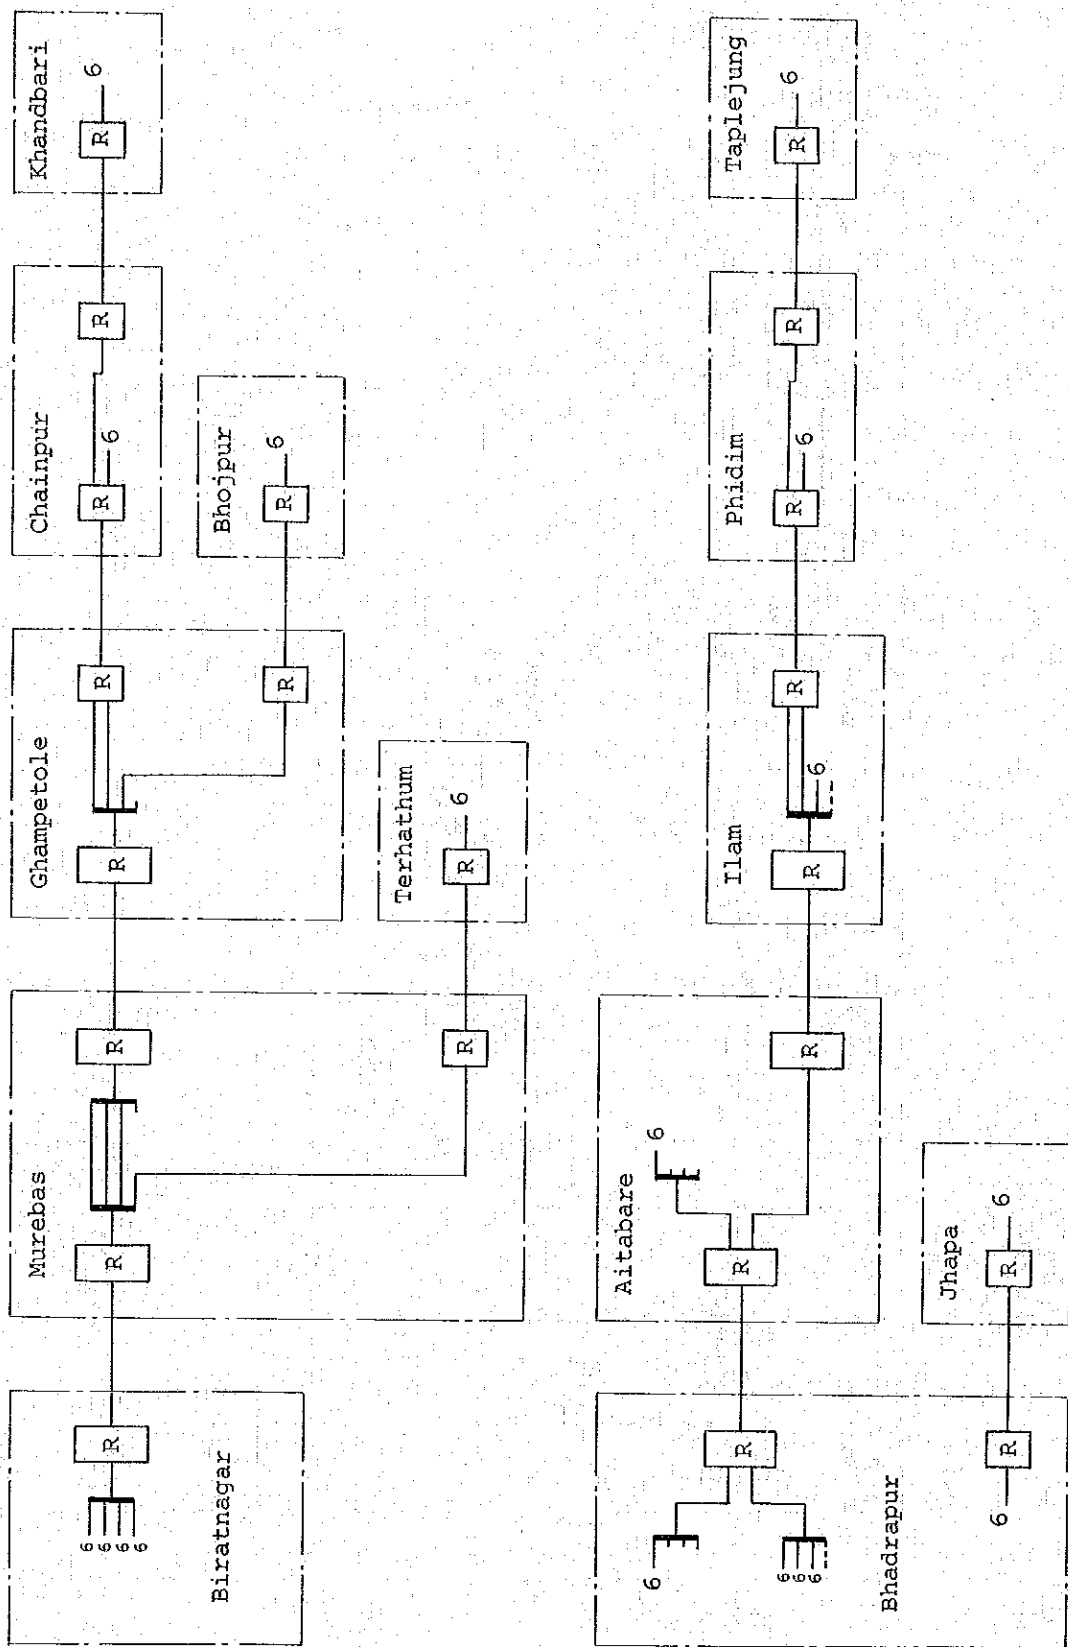 Biratnagar
6
6
6
6
R
Murebas
R
R
R
Ghampetole
R
R
R
Chainpur
R
6
R
Khandbari
R
6
Bhojpur
R
6
Terhathum
R
6
Bhadrapur
6
6
6
6
R
6
R
Aitabare
R
6
R
Jhapa
R
6
Ilam
R
6
R
Phidim
R
6
R
Taplejung
R
6